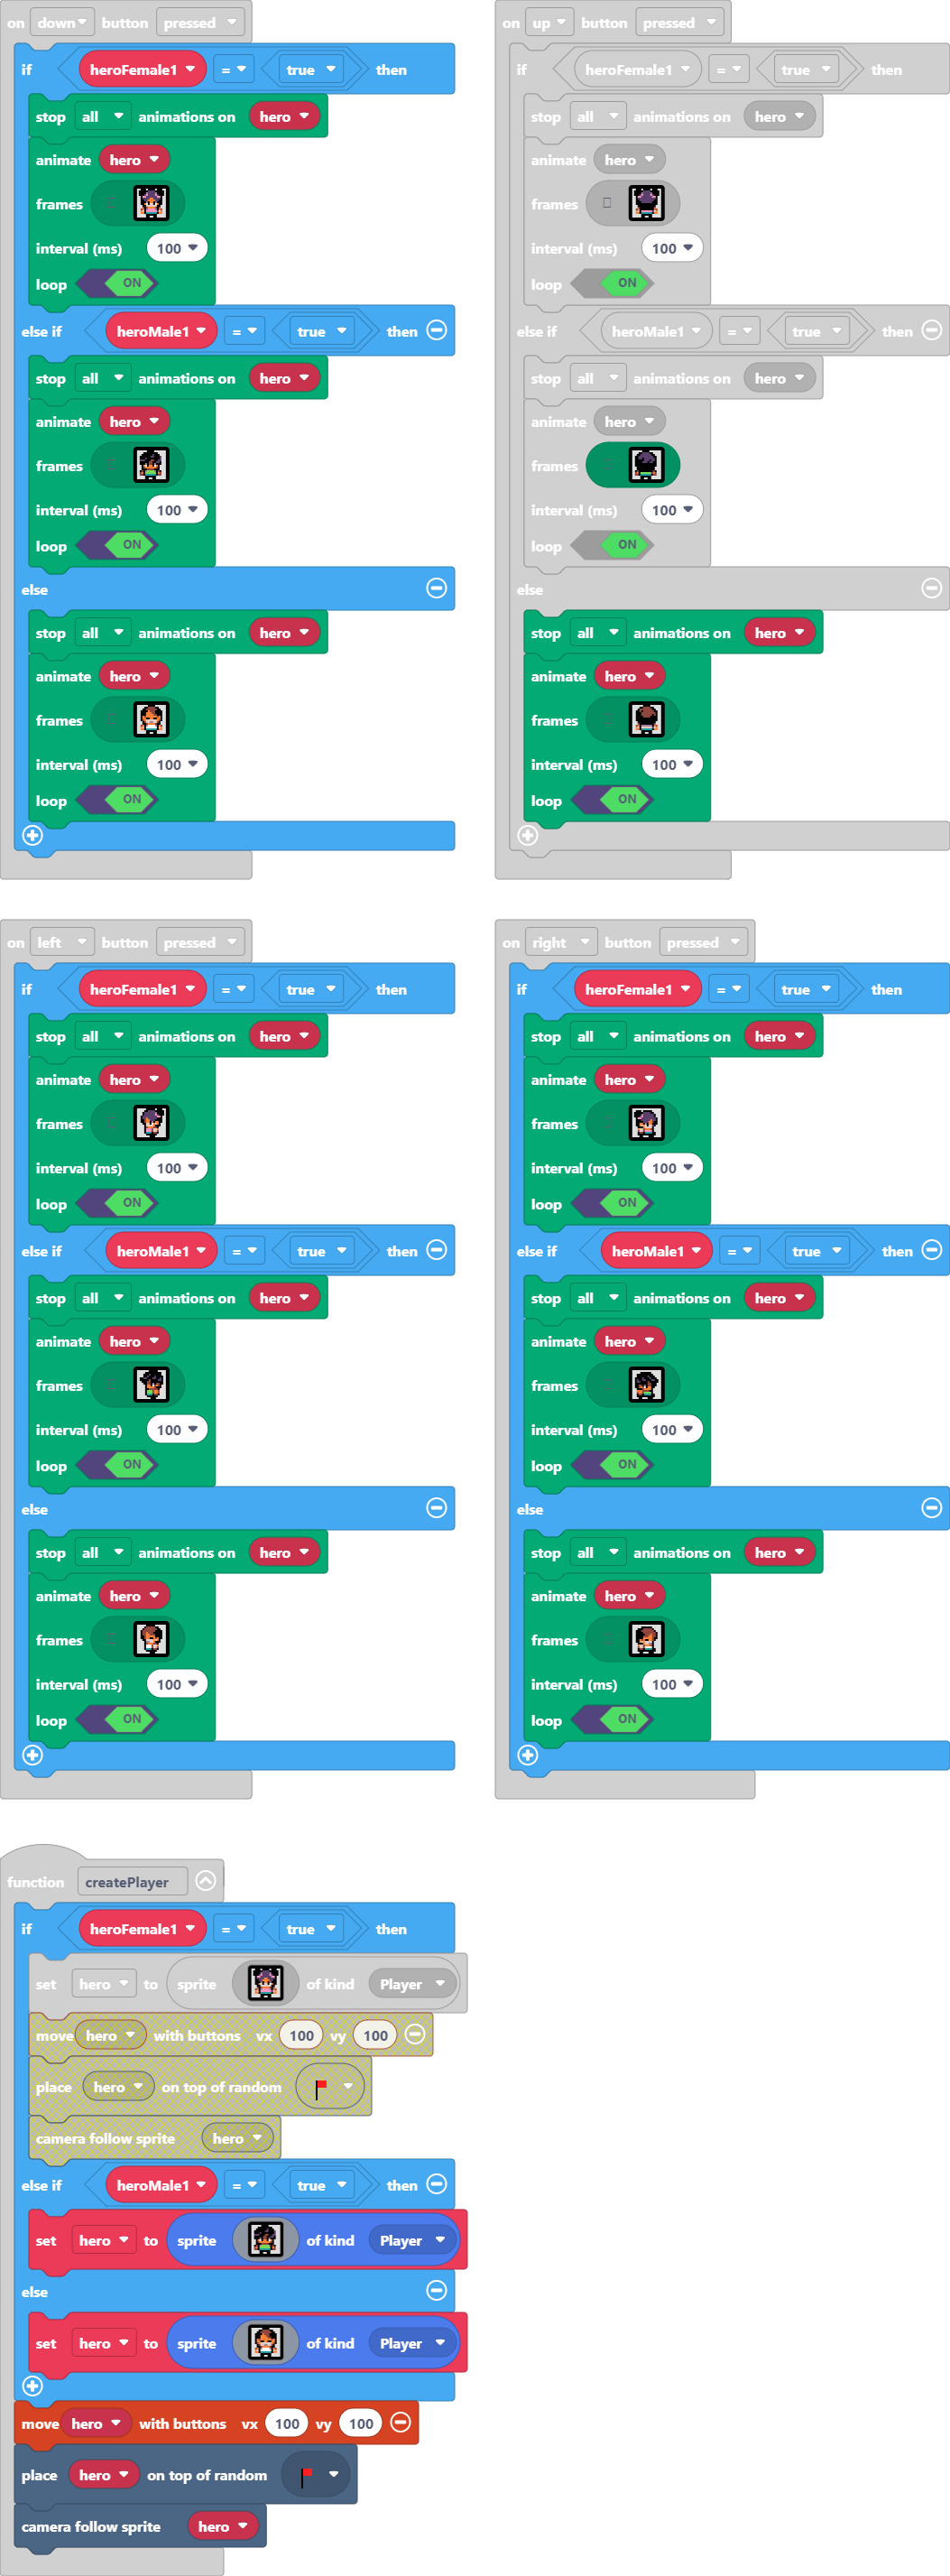 on down button pressed
if heroFemale1 = true then
stop all animations on hero
animate hero
frames
interval (ms) 100
loop ON
else if heroMale1 = true then
stop all animations on hero
animate hero
frames
interval (ms) 100
loop ON
else
stop all animations on hero
animate hero
frames
interval (ms) 100
loop ON
on up button pressed
if heroFemale1 = true then
stop all animations on hero
animate hero
frames
interval (ms) 100
loop ON
else if heroMale1 = true then
stop all animations on hero
animate hero
frames
interval (ms) 100
loop ON
else
stop all animations on hero
animate hero
frames
interval (ms) 100
loop ON
on left button pressed
if heroFemale1 = true then
stop all animations on hero
animate hero
frames
interval (ms) 100
loop ON
else if heroMale1 = true then
stop all animations on hero
animate hero
frames
interval (ms) 100
loop ON
else
stop all animations on hero
animate hero
frames
interval (ms) 100
loop ON
on right button pressed
if heroFemale1 = true then
stop all animations on hero
animate hero
frames
interval (ms) 100
loop ON
else if heroMale1 = true then
stop all animations on hero
animate hero
frames
interval (ms) 100
loop ON
else
stop all animations on hero
animate hero
frames
interval (ms) 100
loop ON
function createPlayer
if heroFemale1 = true then
set hero to sprite of kind Player
move hero with buttons vx 100 vy 100
place hero on top of random
camera follow sprite hero
else if heroMale1 = true then
set hero to sprite of kind Player
else
set hero to sprite of kind Player
move hero with buttons vx 100 vy 100
place hero on top of random
camera follow sprite hero